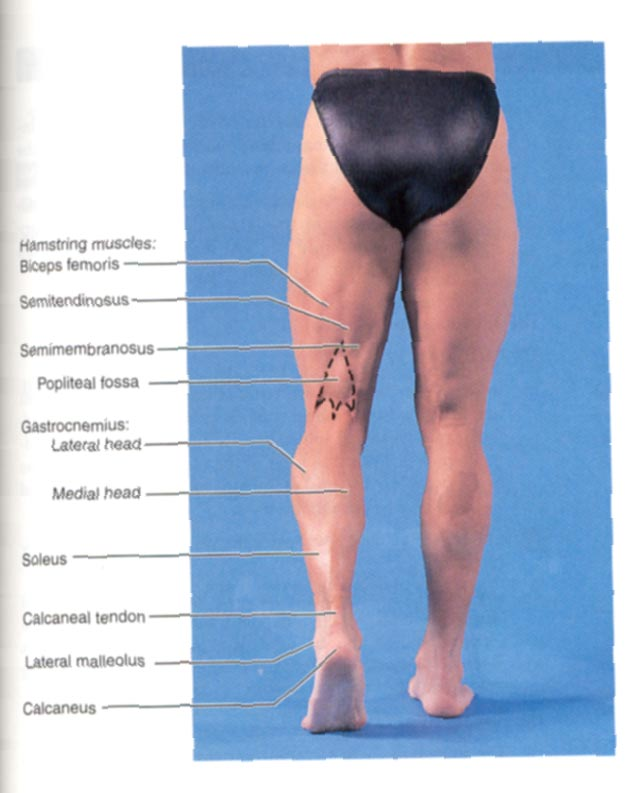 Hamstring muscles:
Biceps femoris
Semitendinosus
Semimembranosus
Popliteal fossa
Gastrocnemius:
Lateral head
Medial head
Soleus
Calcaneal tendon
Lateral malleolus
Calcaneus